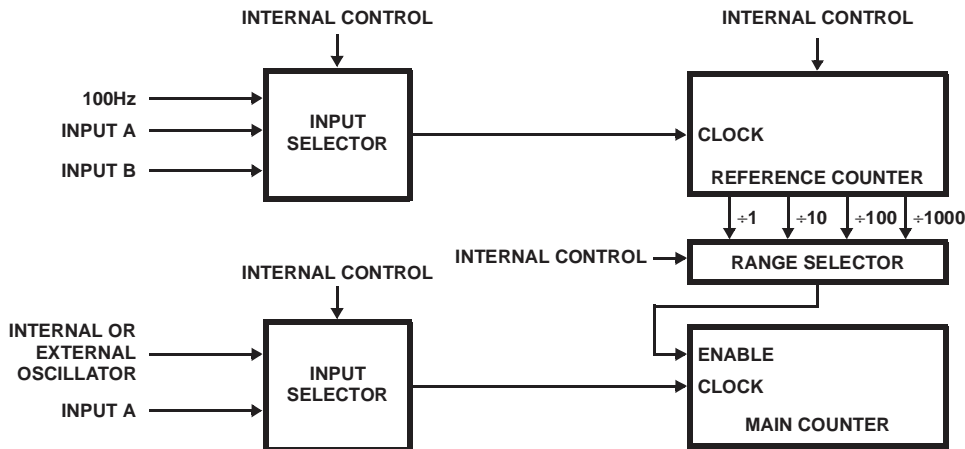 INTERNAL CONTROL
INTERNAL CONTROL
100Hz
INPUT A
INPUT B
INPUT
SELECTOR
CLOCK
REFERENCE COUNTER
÷1
÷10
÷100
÷1000
INTERNAL CONTROL
RANGE SELECTOR
INTERNAL CONTROL
INTERNAL OR
EXTERNAL
OSCILLATOR
INPUT A
INPUT
SELECTOR
ENABLE
CLOCK
MAIN COUNTER